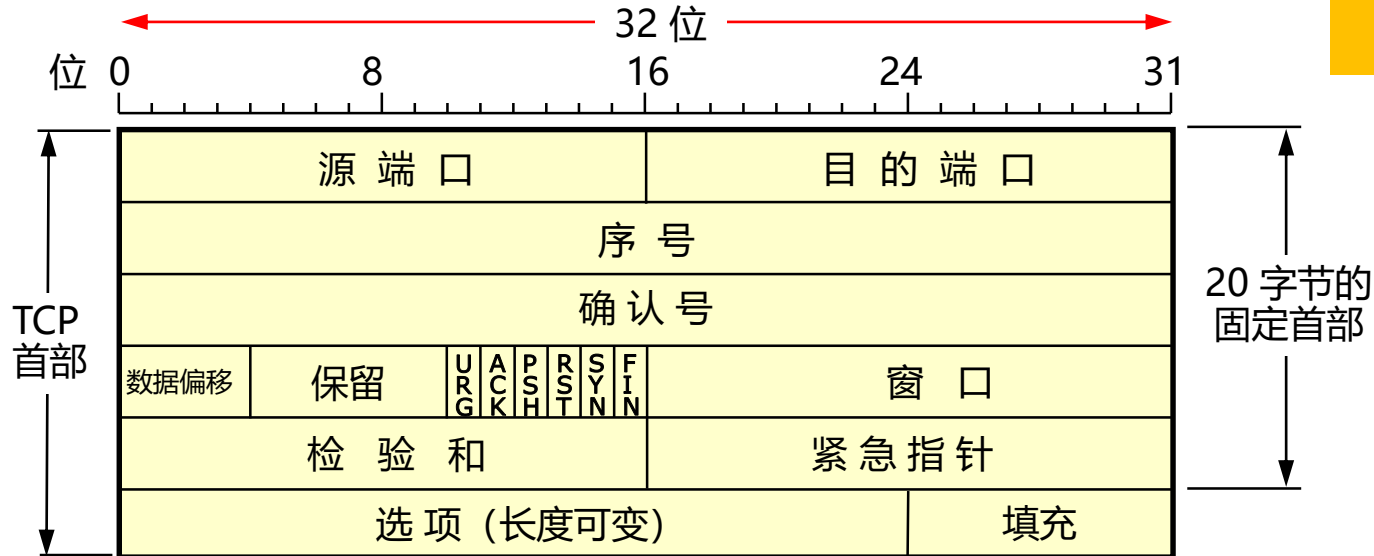 32 位
位 0 8 16 24 31
源 端 口 目 的 端 口
序 号
确 认 号
TCP
首部
20 字节的
固定首部
数据偏移 保留 URG ACK PSH RST SYN FIN 窗 口
检 验 和 紧 急 指 针
选 项 (长度可变) 填充